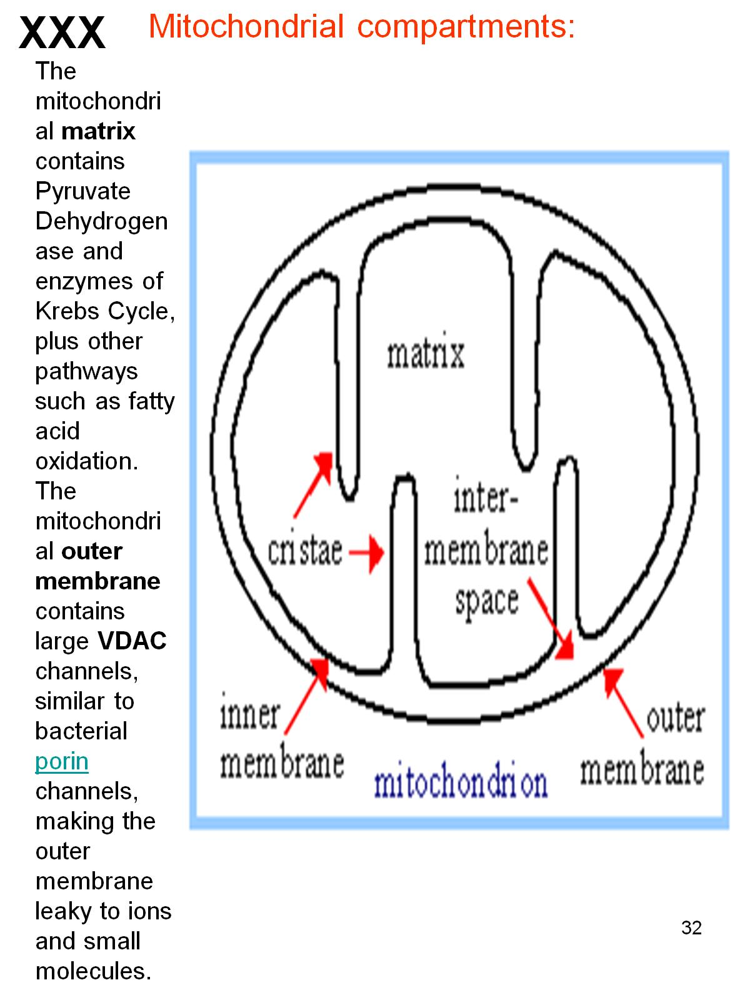 XXX
Mitochondrial compartments:
The
mitochondri
al matrix
contains
Pyruvate
Dehydrogen
ase and
enzymes of
Krebs Cycle,
plus other
pathways
such as fatty
acid
oxidation.
The
mitochondri
al outer
membrane
contains
large VDAC
channels,
similar to
bacterial
porin
channels,
making the
outer
membrane
leaky to ions
and small
molecules.
matrix
inter-
membrane
space
cristae
inner
membrane
mitochondrion
outer
membrane
32